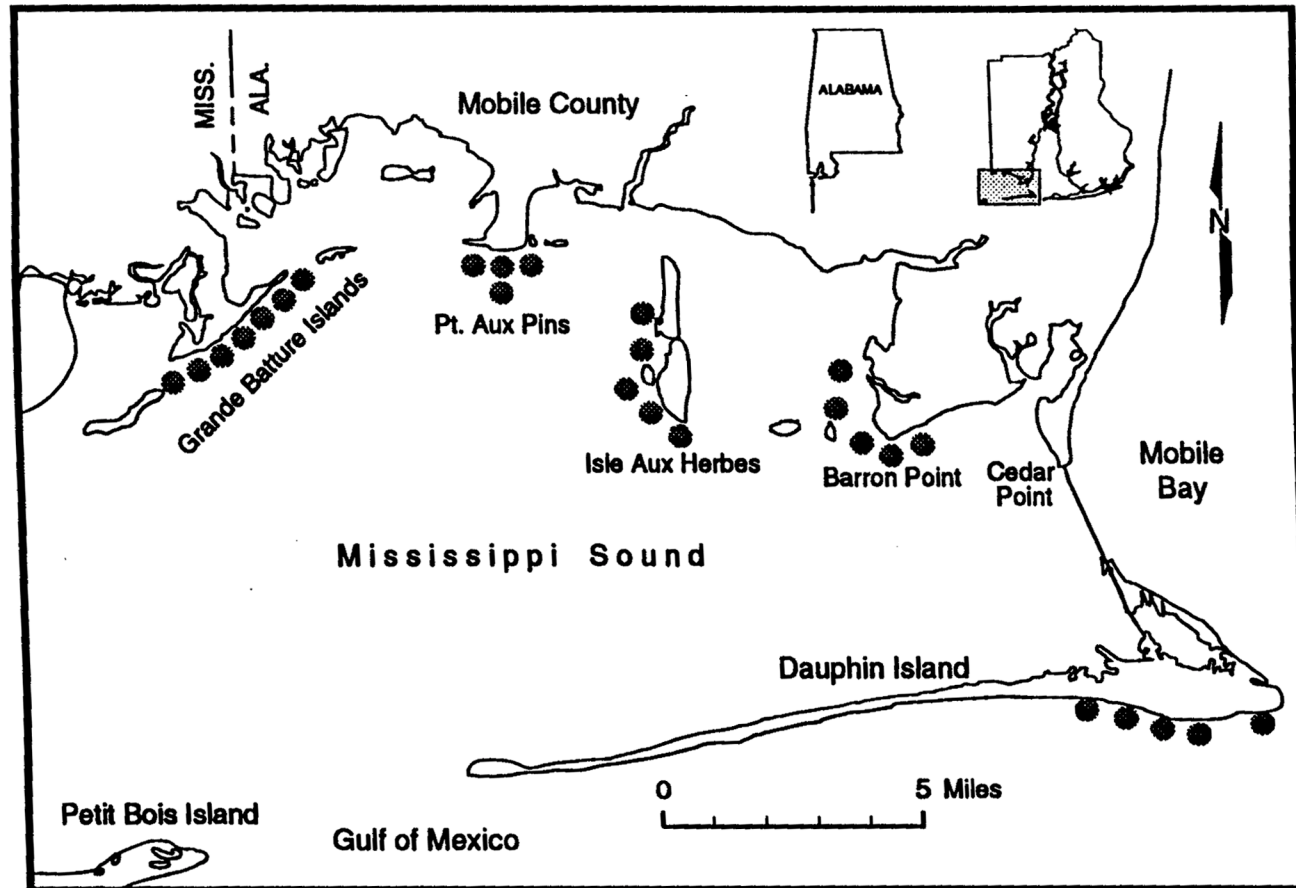 MISS.
ALA.
Mobile County
ALABAMA
N
Pt. Aux Pins
Grande Batture Islands
Isle Aux Herbes
Barron Point
Cedar
Point
Mobile
Bay
Mississippi Sound
Dauphin Island
0 5 Miles
Petit Bois Island
Gulf of Mexico